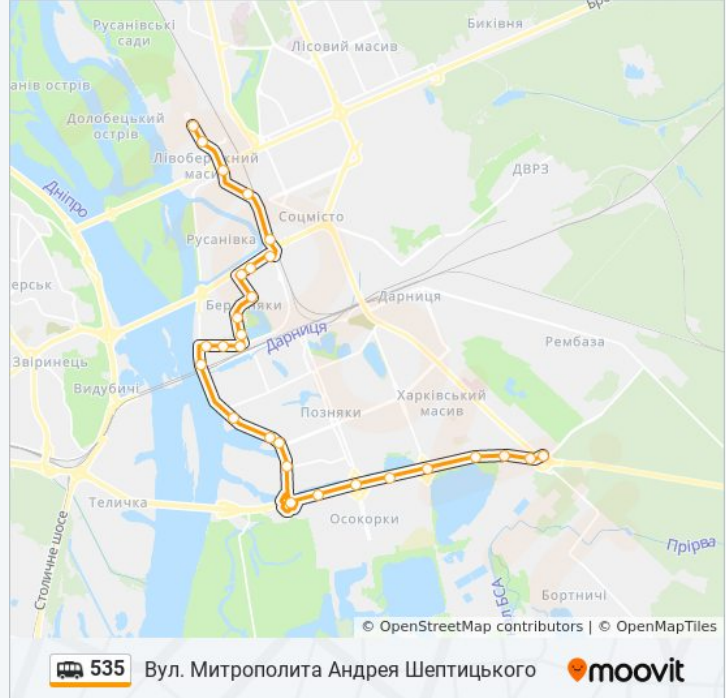 Русанівські
сади
Биківня
Бро
Лісовий масив
анів острів
Долобецький
острів
Лівобережний
масив
ДВРЗ
Дніпро
Соцмісто
Русанівка
ерськ
Березняки
Дарниця
Дарниця
Рембаза
Звіринець
Видубичі
Харківський
масив
Позняки
Теличка
Осокорки
Столичне шосе
Прірва
Л БСА
Бортничі
© OpenStreetMap contributors | © OpenMapTiles
535 Вул. Митрополита Андрея Шептицького moovit